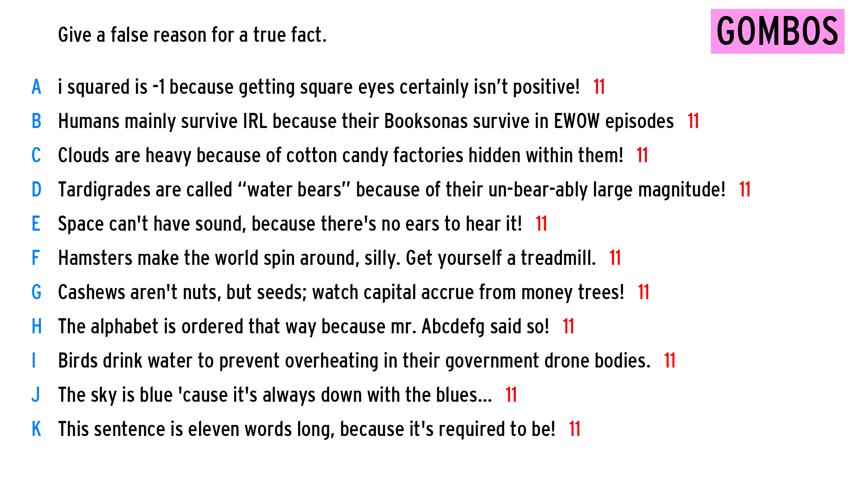 Give a false reason for a true fact.
GOMBOS
A i squared is -1 because getting square eyes certainly isn’t positive! 11
B Humans mainly survive IRL because their Booksonas survive in EWOW episodes 11
C Clouds are heavy because of cotton candy factories hidden within them! 11
D Tardigrades are called “water bears” because of their un-bear-ably large magnitude! 11
E Space can't have sound, because there's no ears to hear it! 11
F Hamsters make the world spin around, silly. Get yourself a treadmill. 11
G Cashews aren't nuts, but seeds; watch capital accrue from money trees! 11
H The alphabet is ordered that way because mr. Abcdefg said so! 11
I Birds drink water to prevent overheating in their government drone bodies. 11
J The sky is blue 'cause it's always down with the blues... 11
K This sentence is eleven words long, because it's required to be! 11